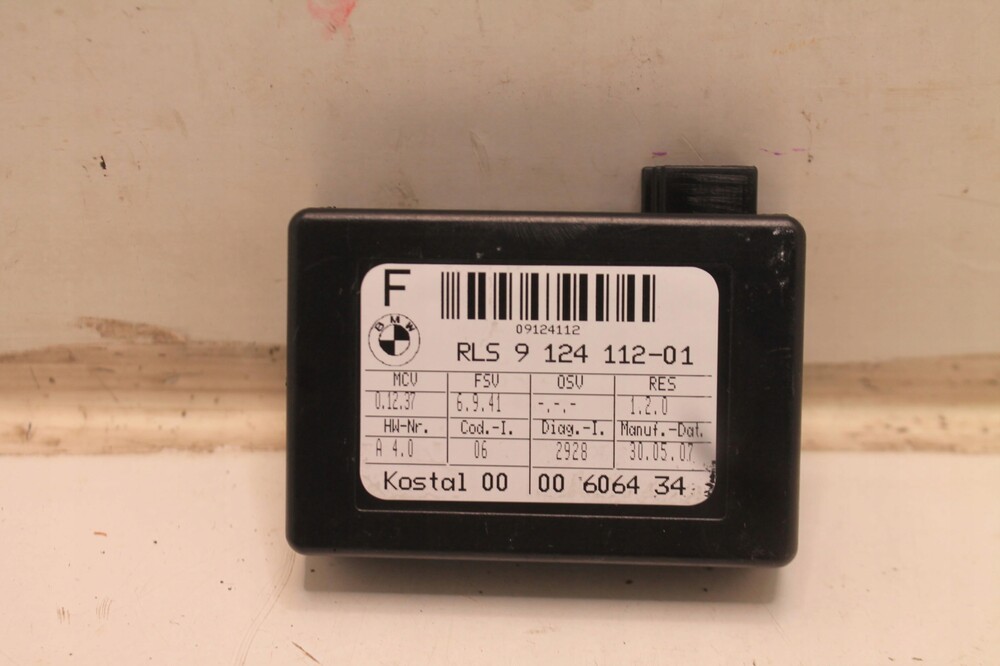 F
BMW
09124112
RLS 9 124 112-01
MCV FSV OSV RES
0.12.37 6.9.41 -.-.- 1.2.0
HW-Nr. Cod.-I. Diag.-I. Manuf.-Dat.
A 4.0 06 2928 30.05.07
Kostal 00 00 6064 34